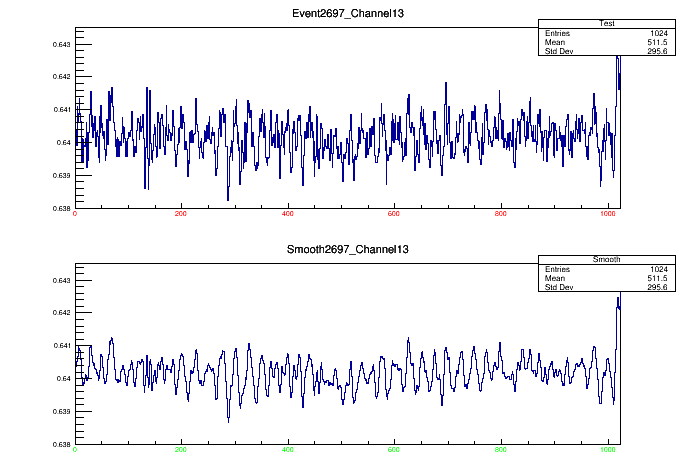 Event2697_Channel13
Test
Entries 1024
Mean 511.5
Std Dev 295.6
0.643
0.642
0.641
0.64
0.639
0.638
0 200 400 600 800 1000
Smooth2697_Channel13
Smooth
Entries 1024
Mean 511.5
Std Dev 295.6
0.643
0.642
0.641
0.64
0.639
0.638
0 200 400 600 800 1000